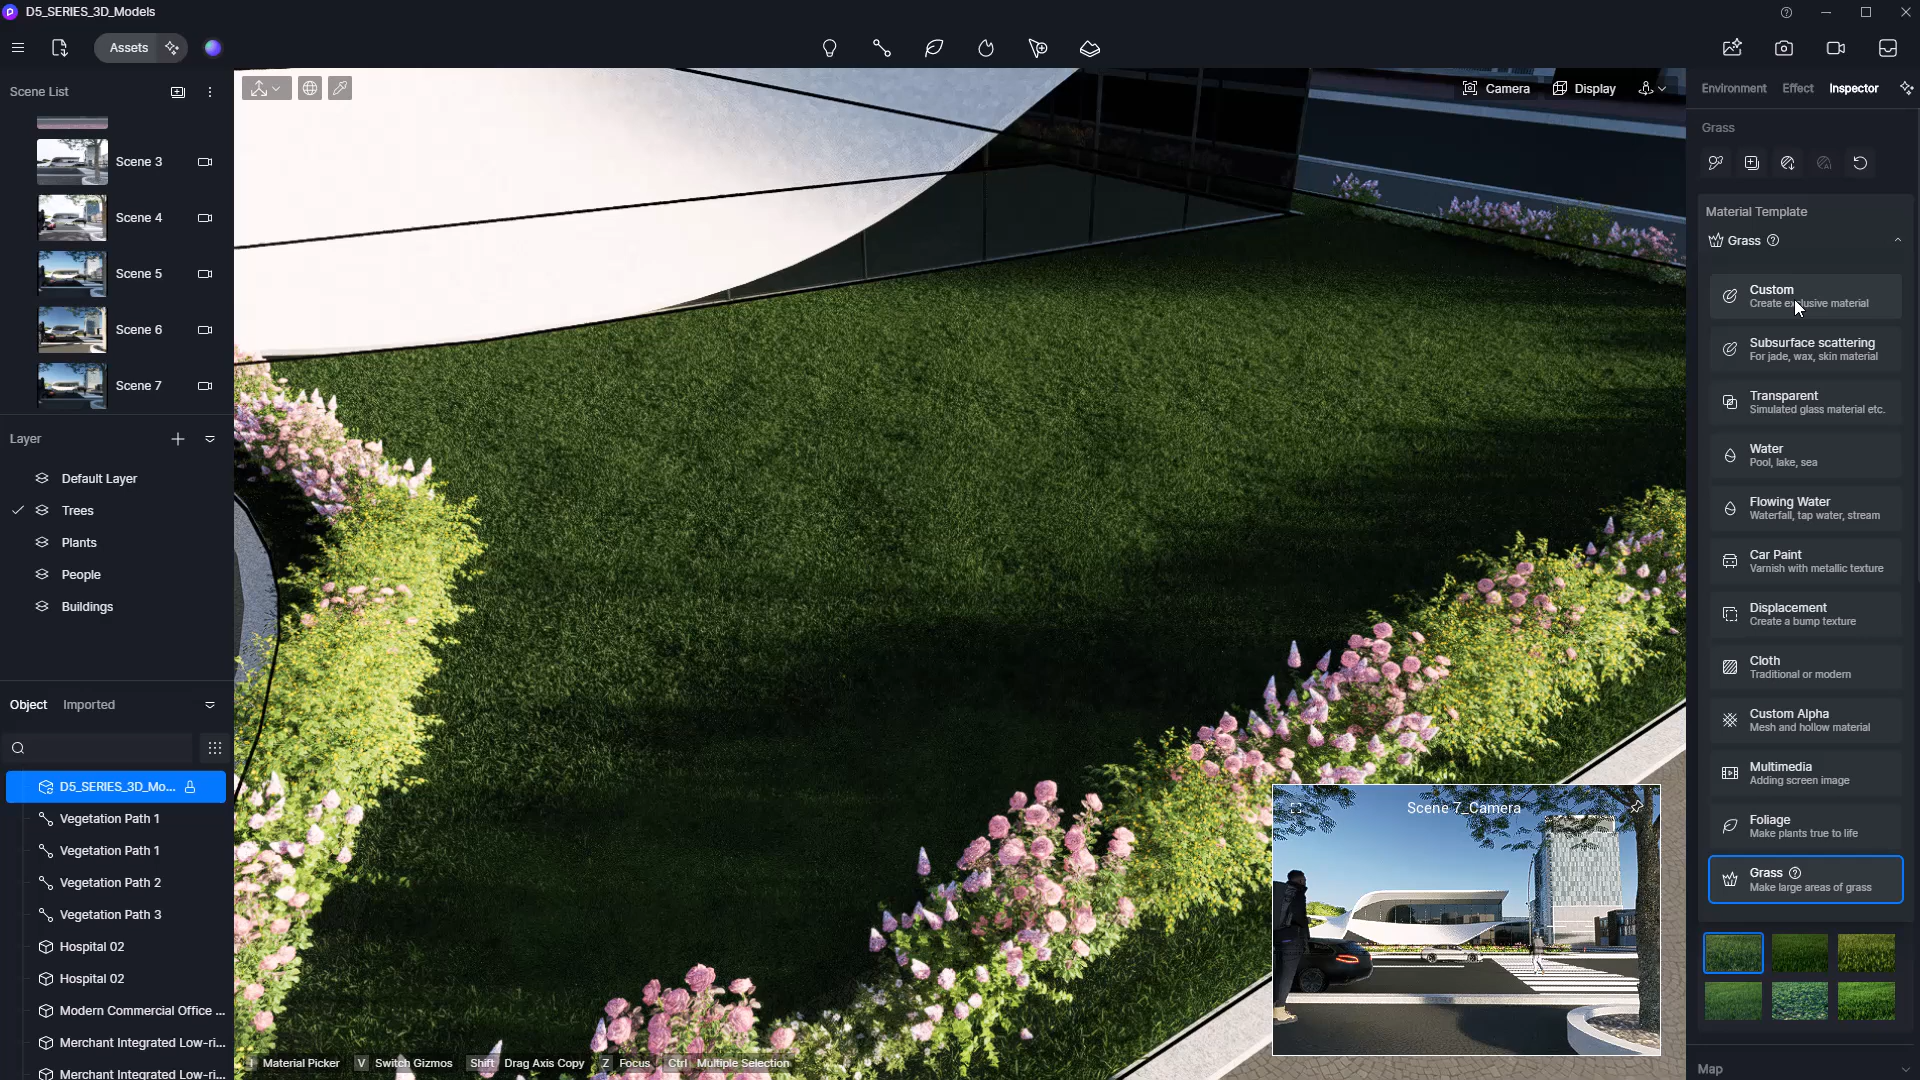 D5_SERIES_3D_Models
Assets
Scene List
Scene 3
Scene 4
Scene 5
Scene 6
Scene 7
Layer
Default Layer
Trees
Plants
People
Buildings
Object Imported
D5_SERIES_3D_Mo...
Vegetation Path 1
Vegetation Path 1
Vegetation Path 2
Vegetation Path 3
Hospital 02
Hospital 02
Modern Commercial Office ...
Merchant Integrated Low-ri...
Merchant Integrated Low-ri...
Camera Display
Scene 7_Camera
I Material Picker V Switch Gizmos Shift Drag Axis Copy Z Focus Ctrl Multiple Selection
Environment Effect Inspector
Grass
Material Template
Grass
Custom
Create exclusive material
Subsurface scattering
For jade, wax, skin material
Transparent
Simulated glass material etc.
Water
Pool, lake, sea
Flowing Water
Waterfall, tap water, stream
Car Paint
Varnish with metallic texture
Displacement
Create a bump texture
Cloth
Traditional or modern
Custom Alpha
Mesh and hollow material
Multimedia
Adding screen image
Foliage
Make plants true to life
Grass
Make large areas of grass
Map